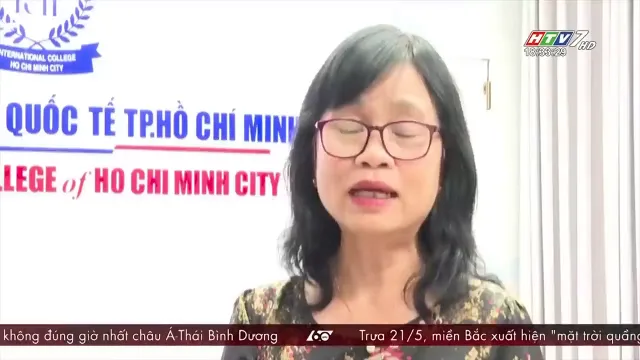 INTERNATIONAL COLLEGE
HO CHI MINH CITY
HTV7 HD
QUỐC TẾ TP.HỒ CHÍ MINH
LLEGE of HO CHI MINH CITY
không đúng giờ nhất châu Á-Thái Bình Dương
Trưa 21/5, miền Bắc xuất hiện "mặt trời quầng